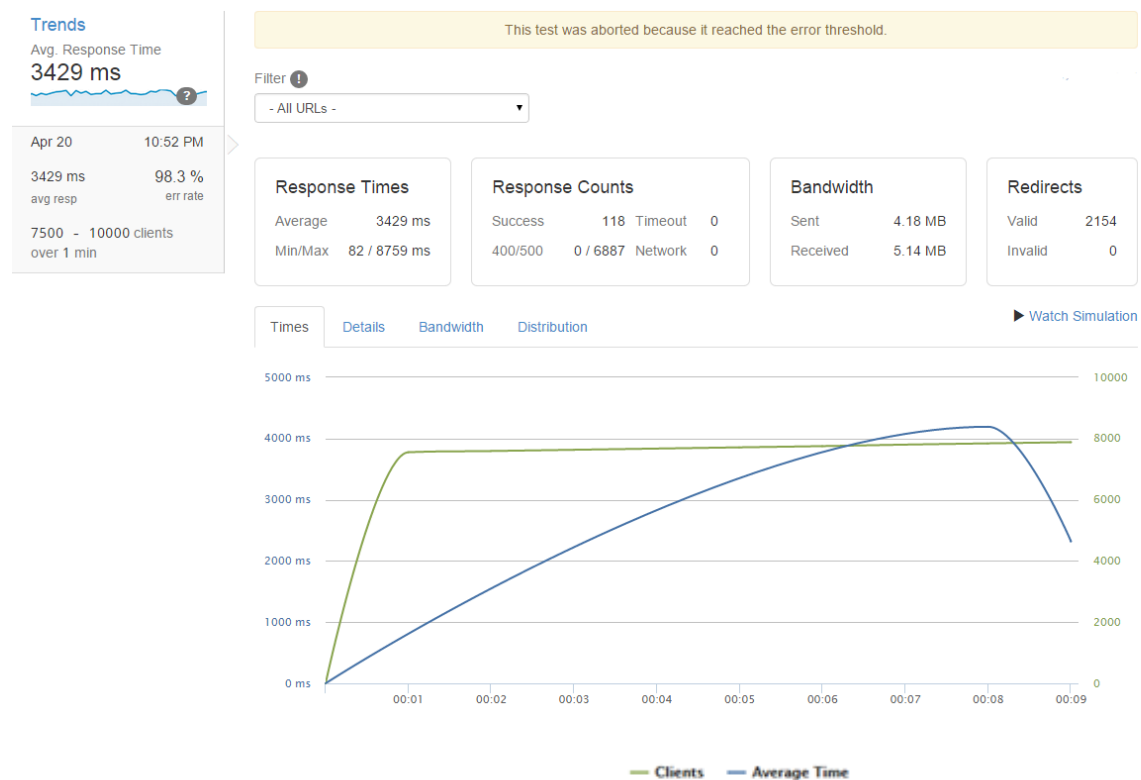 Trends
Avg. Response Time
3429 ms
?
Apr 20 10:52 PM
3429 ms 98.3 %
avg resp err rate
7500 - 10000 clients
over 1 min
This test was aborted because it reached the error threshold.
Filter !
- All URLs -
Response Times
Average 3429 ms
Min/Max 82 / 8759 ms
Response Counts
Success 118 Timeout 0
400/500 0 / 6887 Network 0
Bandwidth
Sent 4.18 MB
Received 5.14 MB
Redirects
Valid 2154
Invalid 0
Times Details Bandwidth Distribution
Watch Simulation
5000 ms 10000
4000 ms 8000
3000 ms 6000
2000 ms 4000
1000 ms 2000
0 ms 0
00:01 00:02 00:03 00:04 00:05 00:06 00:07 00:08 00:09
Clients Average Time